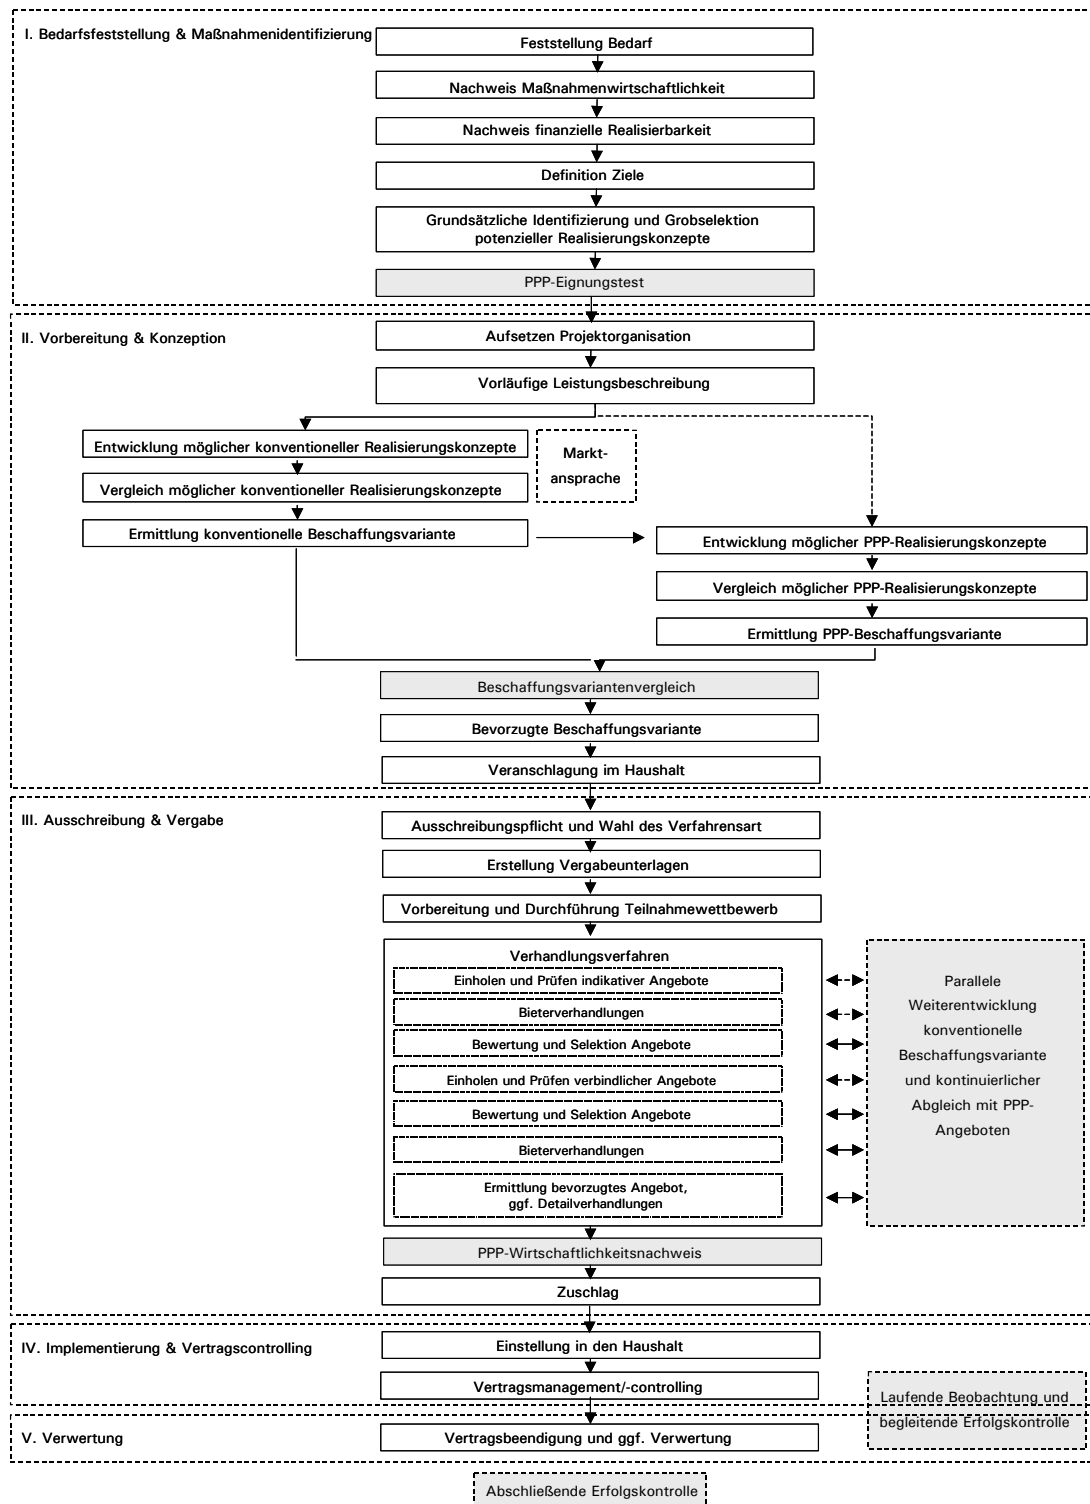 I. Bedarfsfeststellung & Maßnahmenidentifizierung
Feststellung Bedarf
Nachweis Maßnahmenwirtschaftlichkeit
Nachweis finanzielle Realisierbarkeit
Definition Ziele
Grundsätzliche Identifizierung und Grobselektion
potenzieller Realisierungskonzepte
PPP-Eignungstest
II. Vorbereitung & Konzeption
Aufsetzen Projektorganisation
Vorläufige Leistungsbeschreibung
Entwicklung möglicher konventioneller Realisierungskonzepte
Vergleich möglicher konventioneller Realisierungskonzepte
Ermittlung konventionelle Beschaffungsvariante
Markt-
ansprache
Entwicklung möglicher PPP-Realisierungskonzepte
Vergleich möglicher PPP-Realisierungskonzepte
Ermittlung PPP-Beschaffungsvariante
Beschaffungsvariantenvergleich
Bevorzugte Beschaffungsvariante
Veranschlagung im Haushalt
III. Ausschreibung & Vergabe
Ausschreibungspflicht und Wahl des Verfahrensart
Erstellung Vergabeunterlagen
Vorbereitung und Durchführung Teilnahmewettbewerb
Verhandlungsverfahren
Einholen und Prüfen indikativer Angebote
Bieterverhandlungen
Bewertung und Selektion Angebote
Einholen und Prüfen verbindlicher Angebote
Bewertung und Selektion Angebote
Bieterverhandlungen
Ermittlung bevorzugtes Angebot,
ggf. Detailverhandlungen
Parallele
Weiterentwicklung
konventionelle
Beschaffungsvariante
und kontinuierlicher
Abgleich mit PPP-
Angeboten
PPP-Wirtschaftlichkeitsnachweis
Zuschlag
IV. Implementierung & Vertragscontrolling
Einstellung in den Haushalt
Vertragsmanagement/-controlling
Laufende Beobachtung und
begleitende Erfolgskontrolle
V. Verwertung
Vertragsbeendigung und ggf. Verwertung
Abschließende Erfolgskontrolle